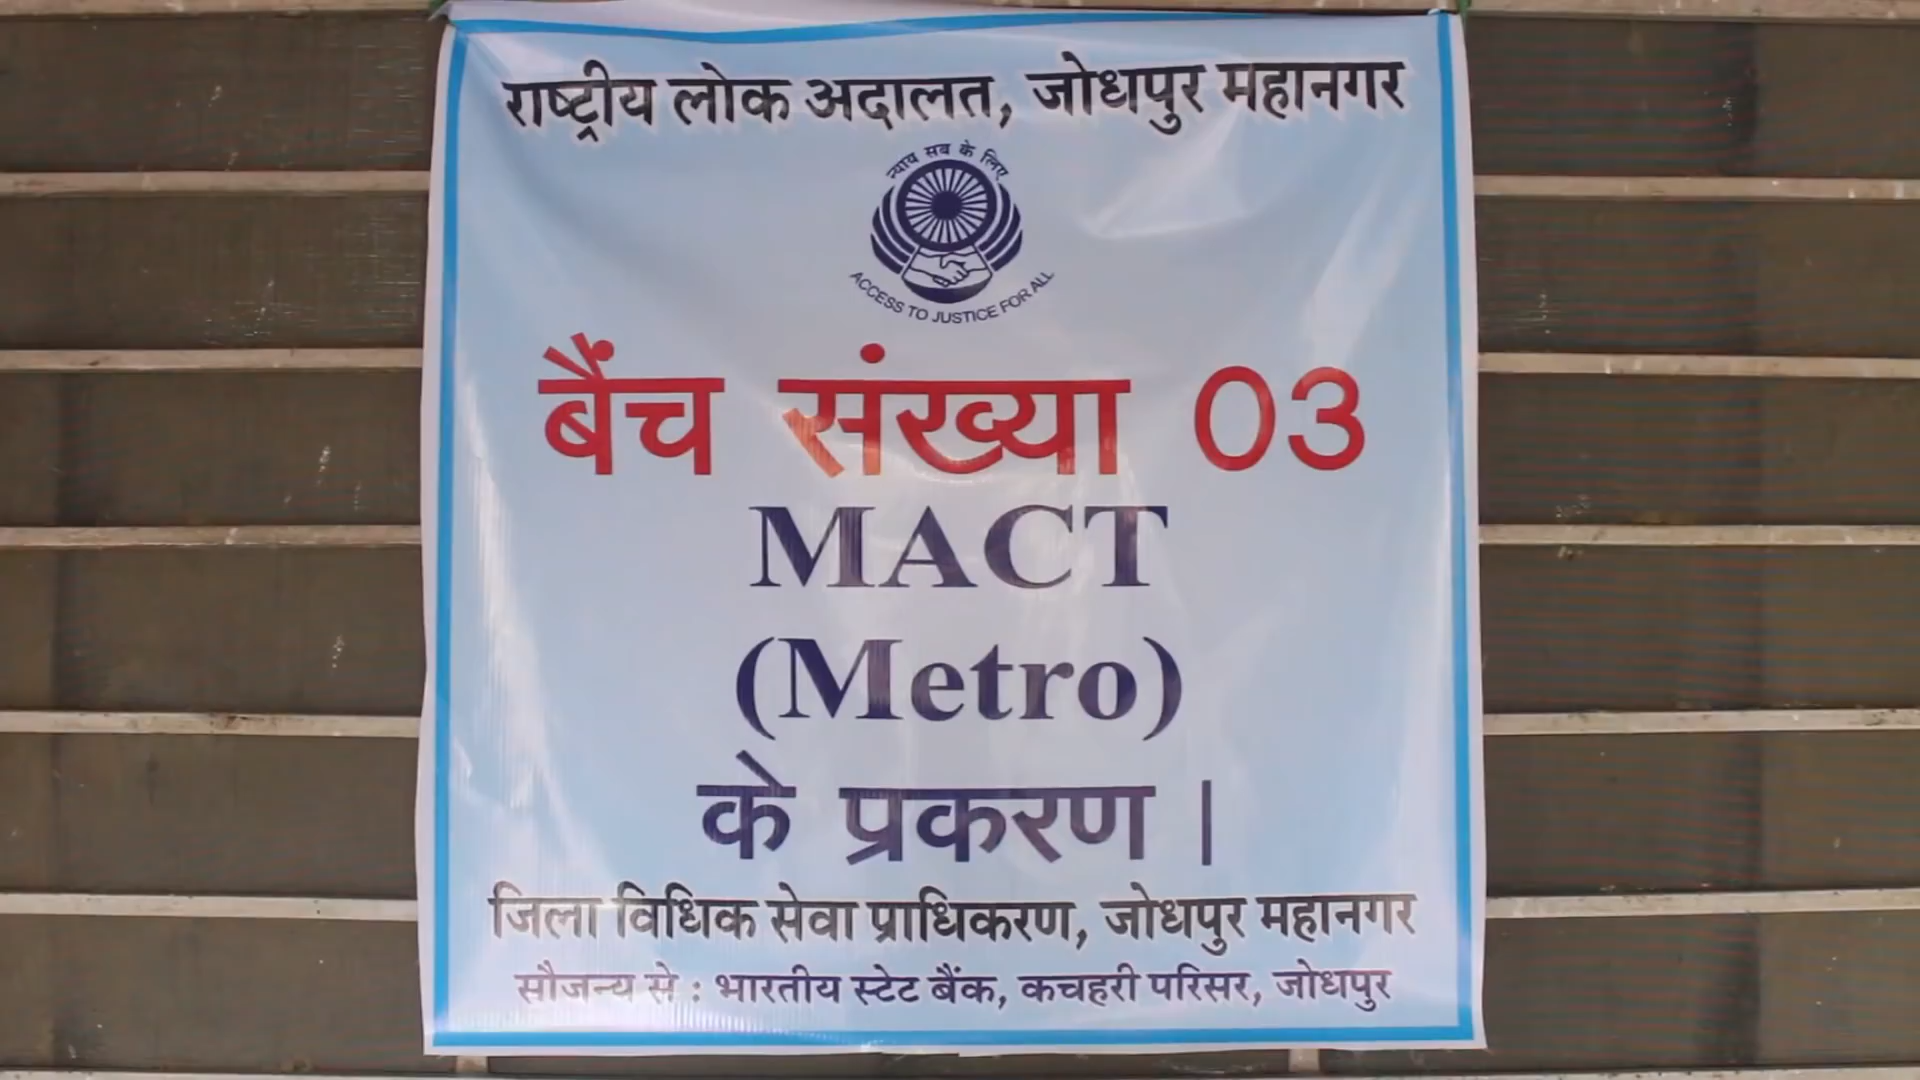 राष्ट्रीय लोक अदालत, जोधपुर महानगर
न्याय सब के लिए
ACCESS TO JUSTICE FOR ALL
बैंच संख्या 03
MACT
(Metro)
के प्रकरण।
जिला विधिक सेवा प्राधिकरण, जोधपुर महानगर
सौजन्य से : भारतीय स्टेट बैंक, कचहरी परिसर, जोधपुर